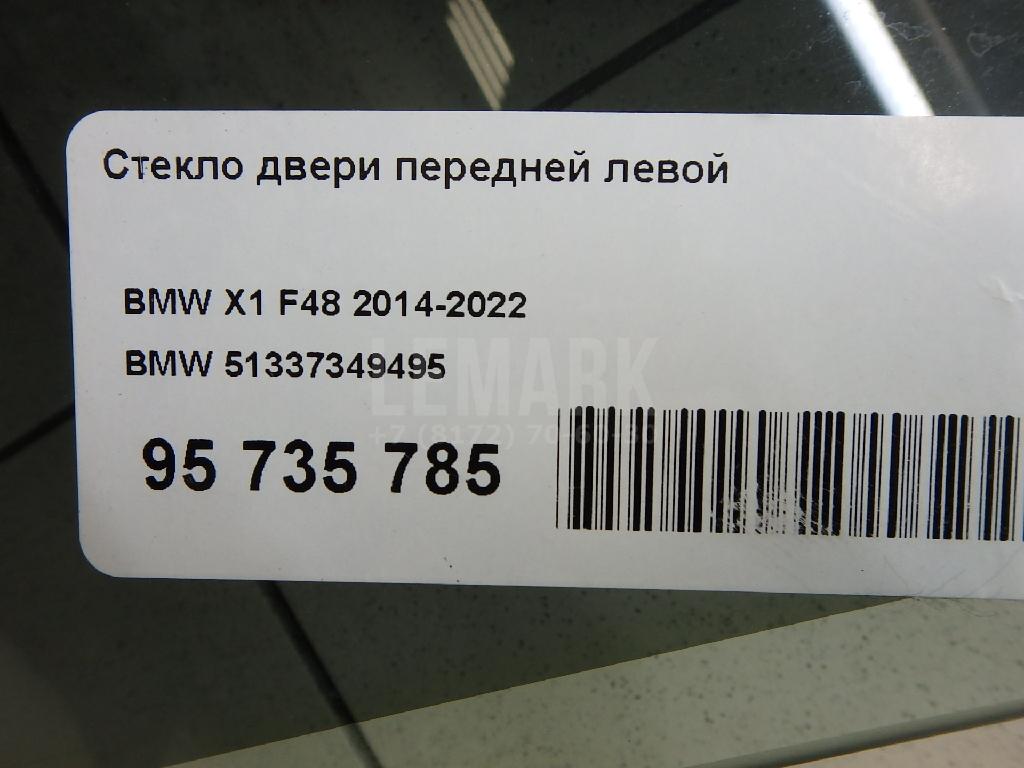 Стекло двери передней левой
BMW X1 F48 2014-2022
BMW 51337349495
LEMARK
95 735 785